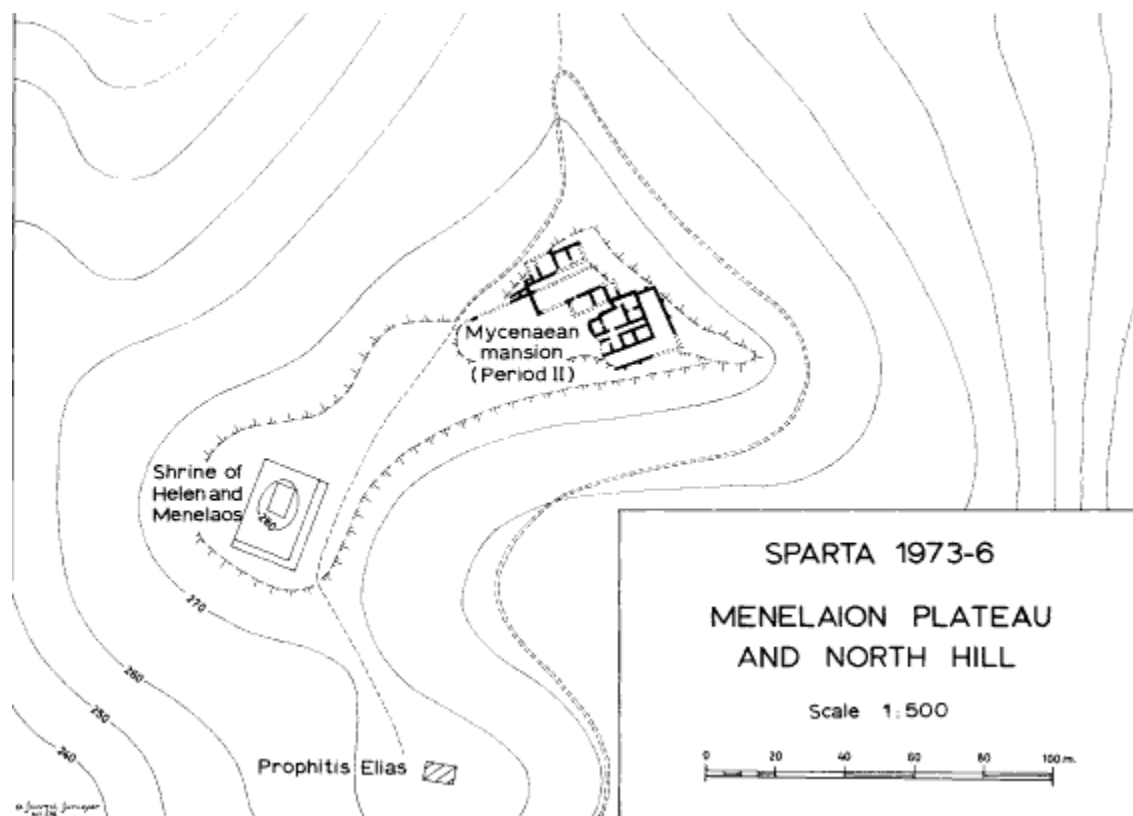 Mycenaean
mansion
(Period II)
Shrine of
Helen and
Menelaos
280
270
260
250
240
Prophitis Elias
SPARTA 1973-6
MENELAION PLATEAU
AND NORTH HILL
Scale 1:500
0 20 40 60 80 100 m.